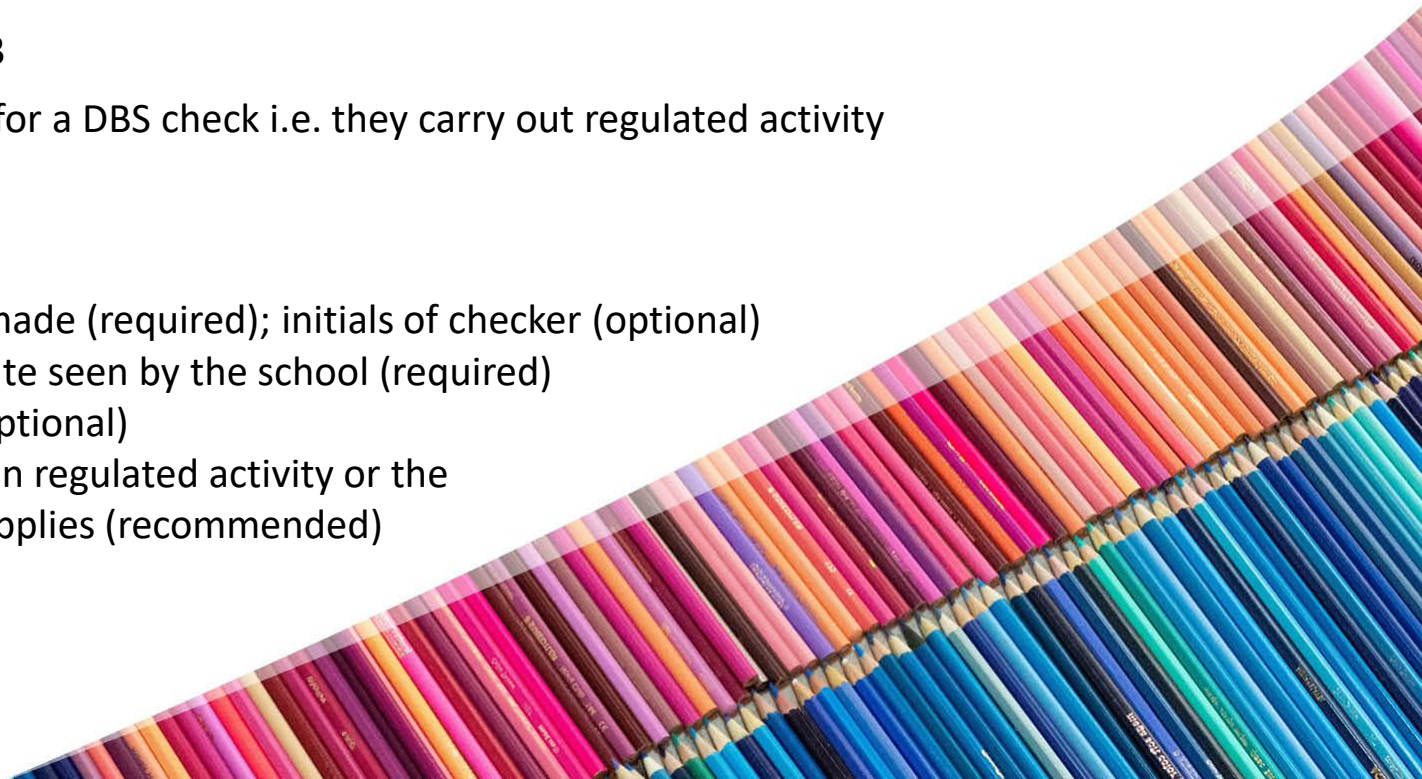 for a DBS check i.e. they carry out regulated activity
made (required); initials of checker (optional)
te seen by the school (required)
ptional)
n regulated activity or the
pplies (recommended)